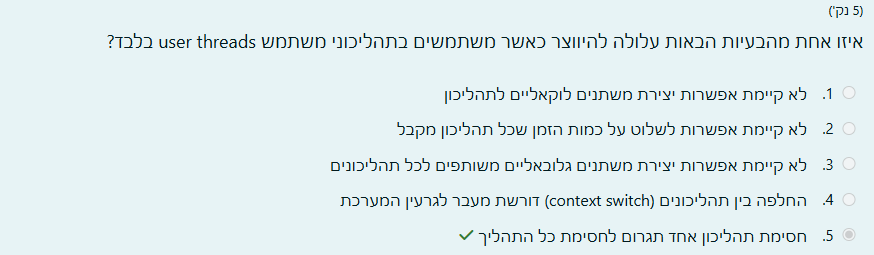 (5 נק')
איזו אחת מהבעיות הבאות עלולה להיווצר כאשר משתמשים בתהליכוני משתמש user threads בלבד?
1. לא קיימת אפשרות יצירת משתנים לוקאליים לתהליכון
2. לא קיימת אפשרות לשלוט על כמות הזמן שכל תהליכון מקבל
3. לא קיימת אפשרות יצירת משתנים גלובאליים משותפים לכל תהליכונים
4. החלפה בין תהליכונים (context switch) דורשת מעבר לגרעין המערכת
5. חסימת תהליכון אחד תגרום לחסימת כל התהליך ✓